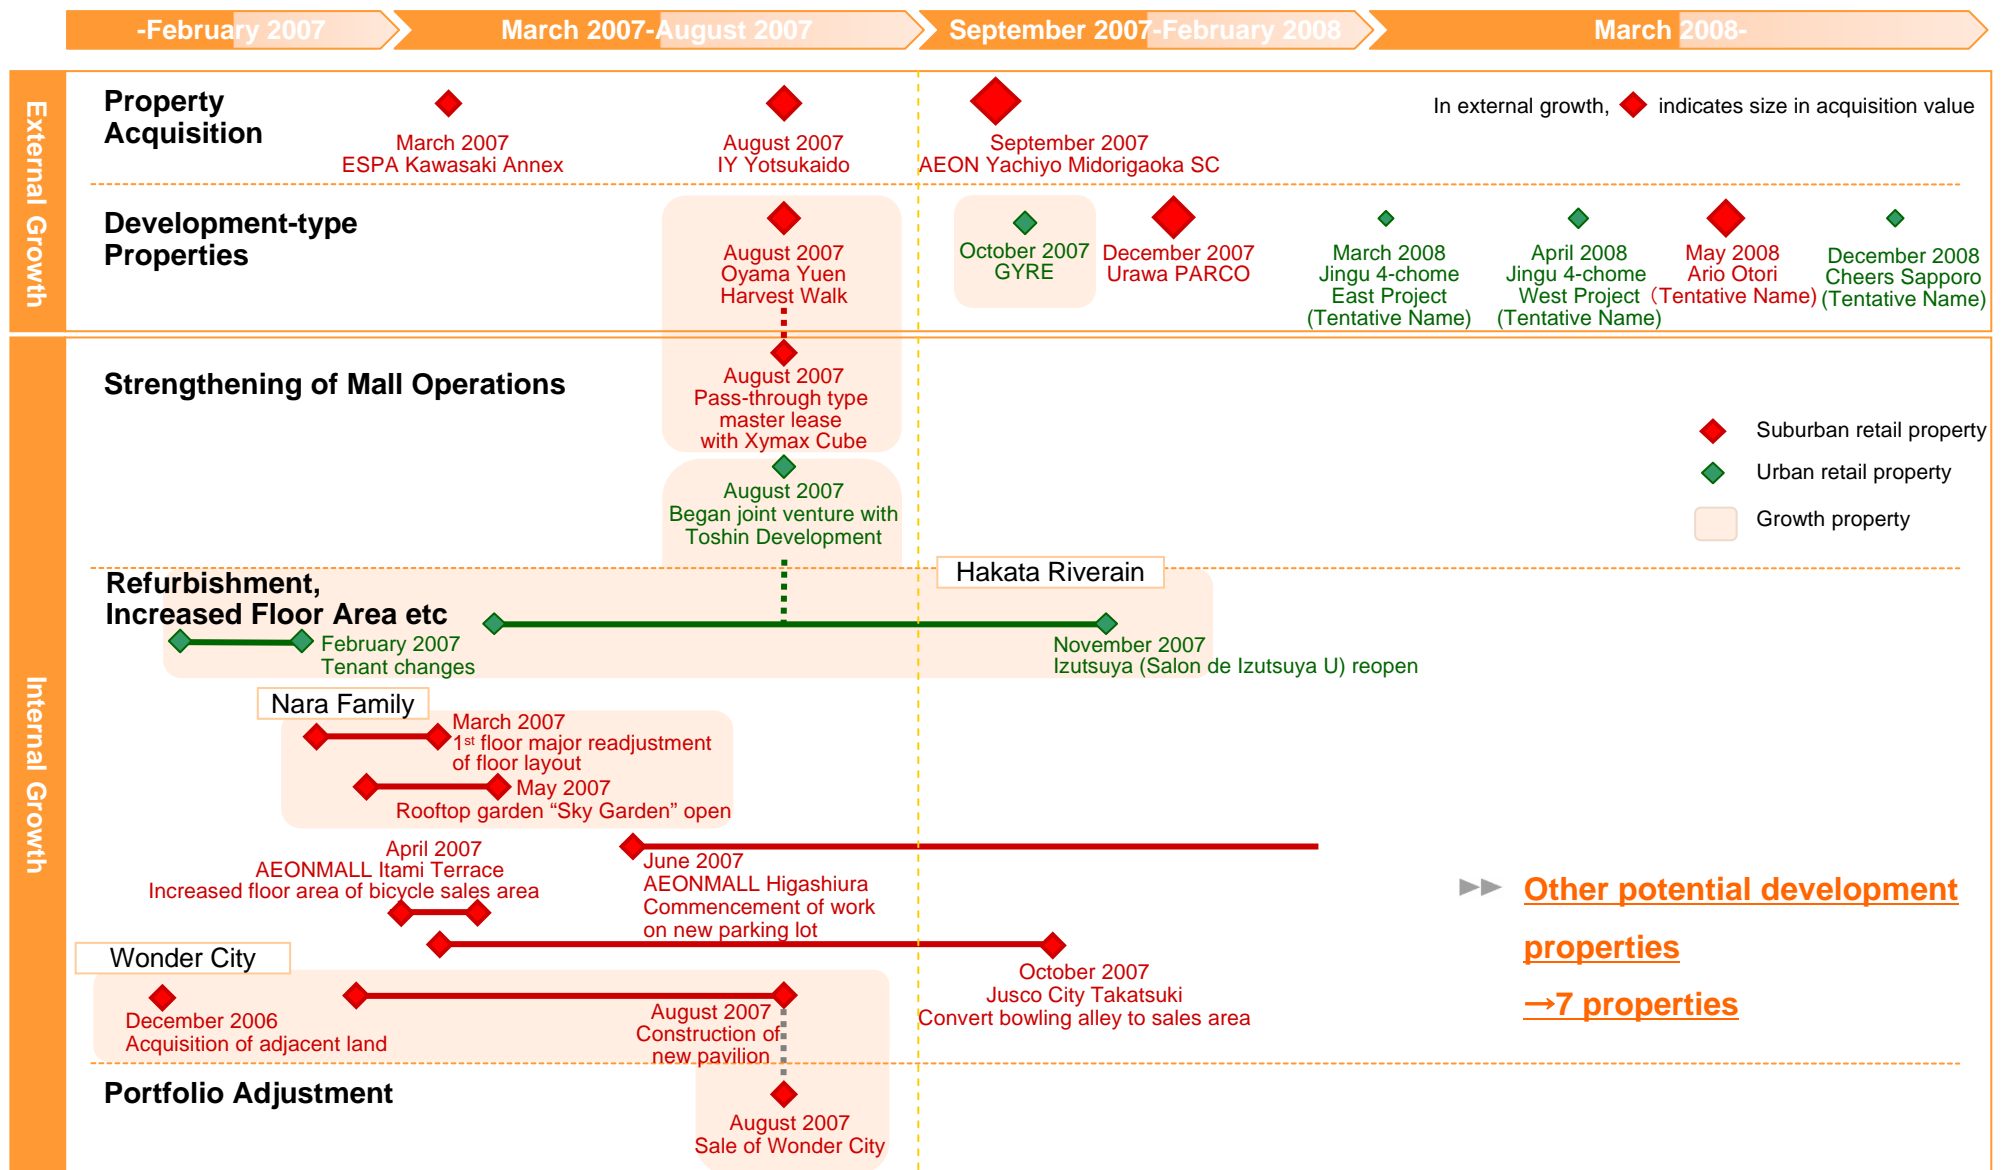 -February 2007
March 2007-August 2007
September 2007-February 2008
March 2008-
External Growth
Property
Acquisition
March 2007
ESPA Kawasaki Annex
August 2007
IY Yotsukaido
September 2007
AEON Yachiyo Midorigaoka SC
In external growth,
indicates size in acquisition value
Development-type
Properties
August 2007
Oyama Yuen
Harvest Walk
October 2007
GYRE
December 2007
Urawa PARCO
March 2008
Jingu 4-chome
East Project
(Tentative Name)
April 2008
Jingu 4-chome
West Project
(Tentative Name)
May 2008
Ario Otori
(Tentative Name)
December 2008
Cheers Sapporo
(Tentative Name)
Internal Growth
Strengthening of Mall Operations
August 2007
Pass-through type
master lease
with Xymax Cube
August 2007
Began joint venture with
Toshin Development
Suburban retail property
Urban retail property
Growth property
Refurbishment,
Increased Floor Area etc
Hakata Riverain
February 2007
Tenant changes
November 2007
Izutsuya (Salon de Izutsuya U) reopen
Nara Family
March 2007
1st floor major readjustment
of floor layout
May 2007
Rooftop garden “Sky Garden” open
April 2007
AEONMALL Itami Terrace
Increased floor area of bicycle sales area
June 2007
AEONMALL Higashiura
Commencement of work
on new parking lot
October 2007
Jusco City Takatsuki
Convert bowling alley to sales area
Wonder City
December 2006
Acquisition of adjacent land
August 2007
Construction of
new pavilion
Other potential development
properties
→7 properties
Portfolio Adjustment
August 2007
Sale of Wonder City